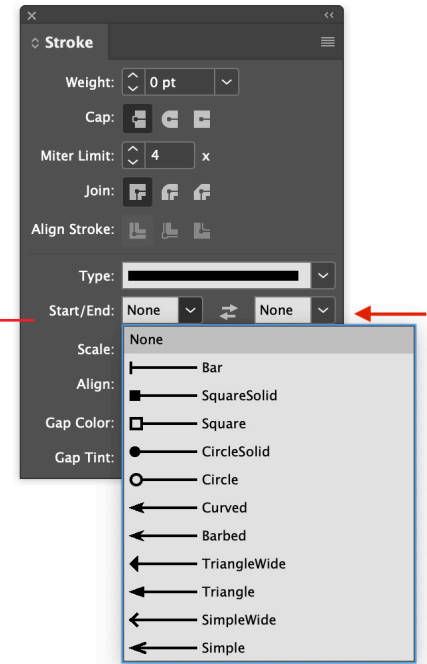 Stroke
Weight: 0 pt
Cap:
Miter Limit: 4 x
Join:
Align Stroke:
Type:
Start/End: None None
Scale:
Align:
Gap Color:
Gap Tint:
None
Bar
SquareSolid
Square
CircleSolid
Circle
Curved
Barbed
TriangleWide
Triangle
SimpleWide
Simple